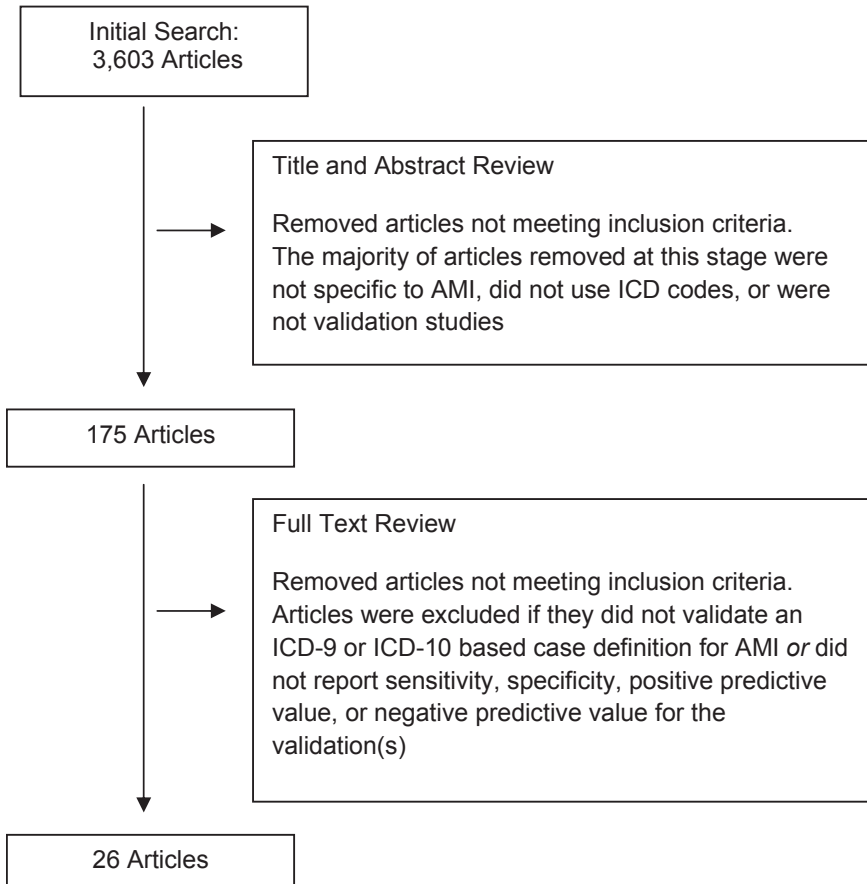 Initial Search:
3,603 Articles
Title and Abstract Review
Removed articles not meeting inclusion criteria.
The majority of articles removed at this stage were
not specific to AMI, did not use ICD codes, or were
not validation studies
175 Articles
Full Text Review
Removed articles not meeting inclusion criteria.
Articles were excluded if they did not validate an
ICD-9 or ICD-10 based case definition for AMI or did
not report sensitivity, specificity, positive predictive
value, or negative predictive value for the
validation(s)
26 Articles